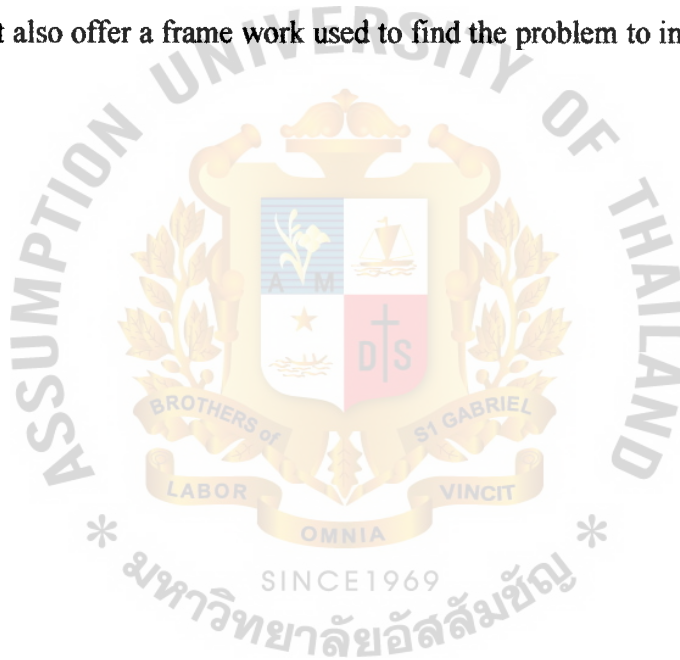 t also offer a frame work used to find the problem to in
ASSUMPTION UNIVERSITY OF THAILAND
A M
D S
BROTHERS of
S1 GABRIEL
LABOR
VINCIT
OMNIA
SINCE1969
* มหาวิทยาลัยอัสสัมชัญ *